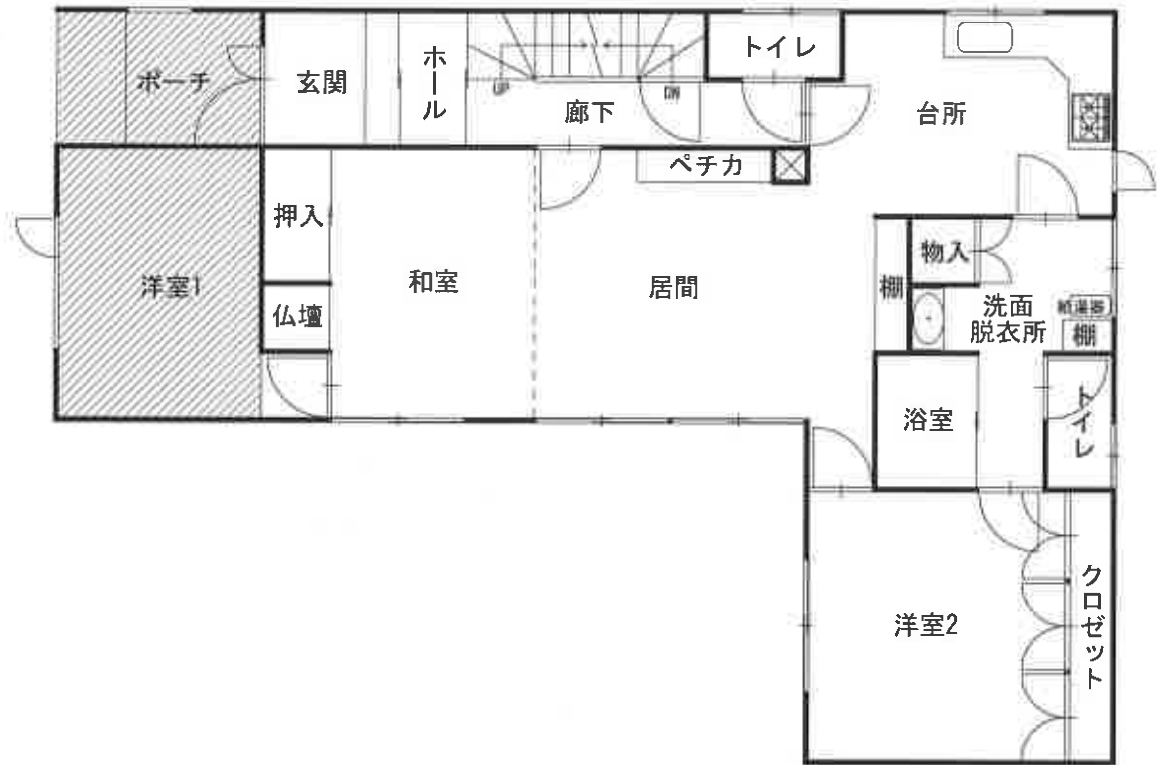 ポーチ
玄関
ホール
UP
DN
廊下
トイレ
台所
ペチカ
押入
仏壇
洋室1
和室
居間
棚
物入
洗面
脱衣所
給湯器
棚
浴室
トイレ
洋室2
クロゼット